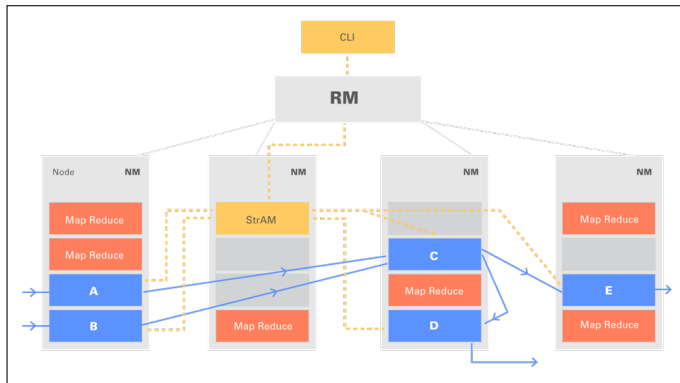 CLI
RM
Node NM
Map Reduce
Map Reduce
A
B
NM
StrAM
Map Reduce
NM
C
Map Reduce
D
NM
Map Reduce
E
Map Reduce